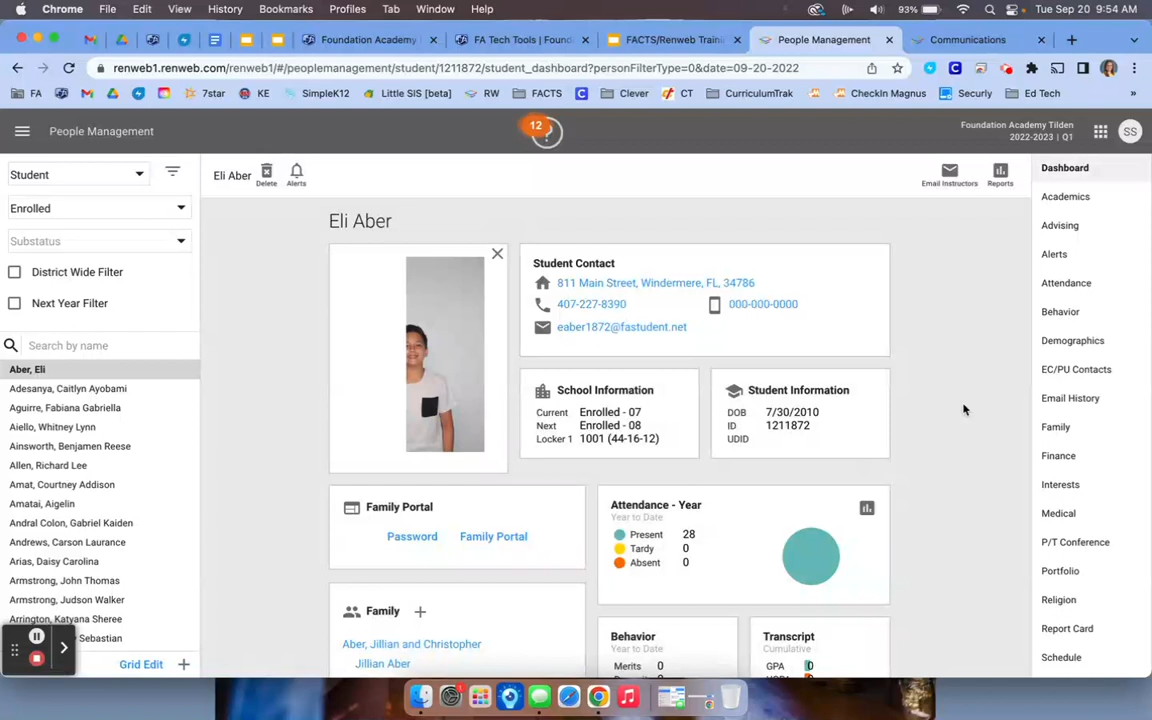 Chrome File Edit View History Bookmarks Profiles Tab Window Help 93% Tue Sep 20 9:54 AM
Foundation Academy FA Tech Tools | Found FACTS/Renweb Traini People Management Communications
renweb1.renweb.com/renweb1/#/peoplemanagement/student/1211872/student_dashboard?personFilterType=0&date=09-20-2022
FA 7star KE SimpleK12 Little SIS [beta] RW FACTS Clever CT CurriculumTrak CheckIn Magnus Securly Ed Tech
People Management
12
?
Foundation Academy Tilden
2022-2023 | Q1
SS
Student
Enrolled
Substatus
District Wide Filter
Next Year Filter
Search by name
Aber, Eli
Adesanya, Caitlyn Ayobami
Aguirre, Fabiana Gabriella
Aiello, Whitney Lynn
Ainsworth, Benjamen Reese
Allen, Richard Lee
Amat, Courtney Addison
Amatai, Aigelin
Andral Colon, Gabriel Kaiden
Andrews, Carson Laurance
Arias, Daisy Carolina
Armstrong, John Thomas
Armstrong, Judson Walker
Arrington, Katyana Sheree
Sebastian
Grid Edit
Eli Aber
Delete
Alerts
Email Instructors
Reports
Eli Aber
Student Contact
811 Main Street, Windermere, FL, 34786
407-227-8390 000-000-0000
eaber1872@fastudent.net
School Information
Current Enrolled - 07
Next Enrolled - 08
Locker 1 1001 (44-16-12)
Student Information
DOB 7/30/2010
ID 1211872
UDID
Family Portal
Password Family Portal
Attendance - Year
Year to Date
Present 28
Tardy 0
Absent 0
Family
Aber, Jillian and Christopher
Jillian Aber
Behavior
Merits 0
Transcript
Cumulative
GPA 0
Dashboard
Academics
Advising
Alerts
Attendance
Behavior
Demographics
EC/PU Contacts
Email History
Family
Finance
Interests
Medical
P/T Conference
Portfolio
Religion
Report Card
Schedule